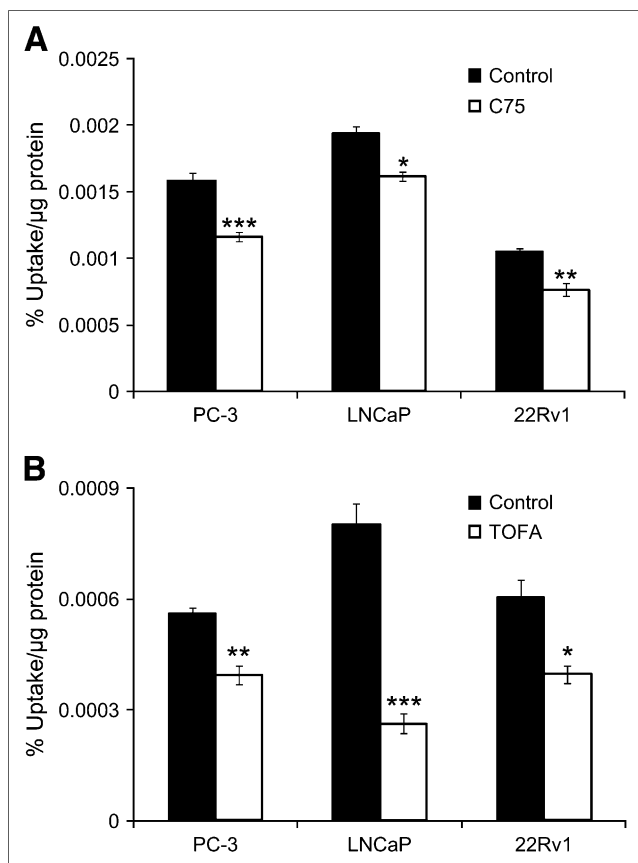 A
0.0025
0.002
0.0015
0.001
0.0005
0
% Uptake/µg protein
Control
C75
***
*
**
PC-3 LNCaP 22Rv1
B
0.0009
0.0006
0.0003
0
% Uptake/µg protein
Control
TOFA
**
***
*
PC-3 LNCaP 22Rv1